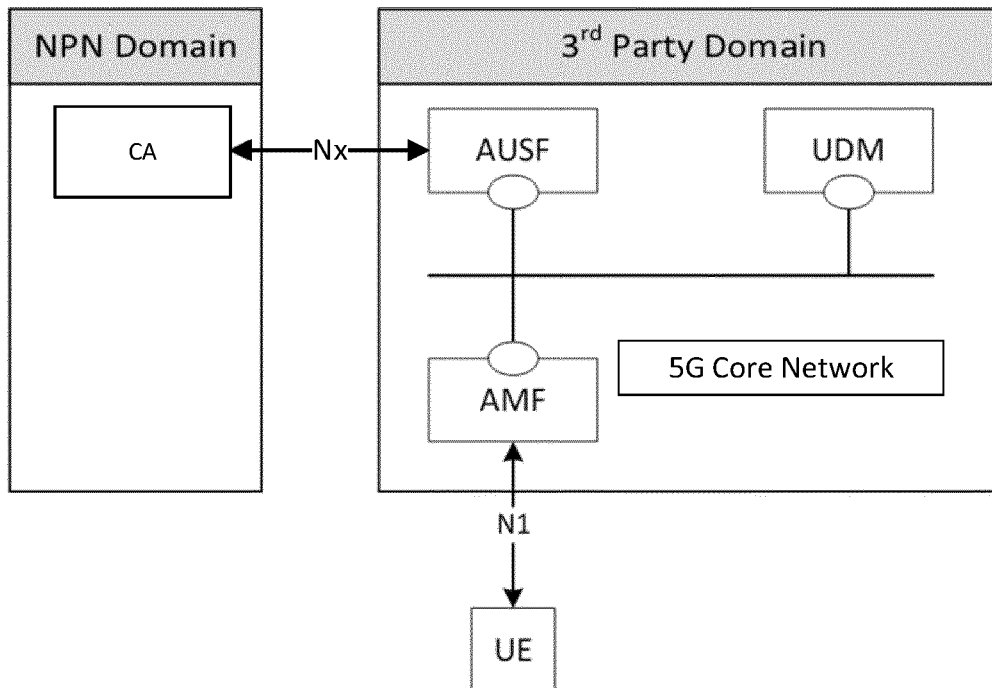 NPN Domain
3rd Party Domain
CA
Nx
AUSF
UDM
5G Core Network
AMF
N1
UE